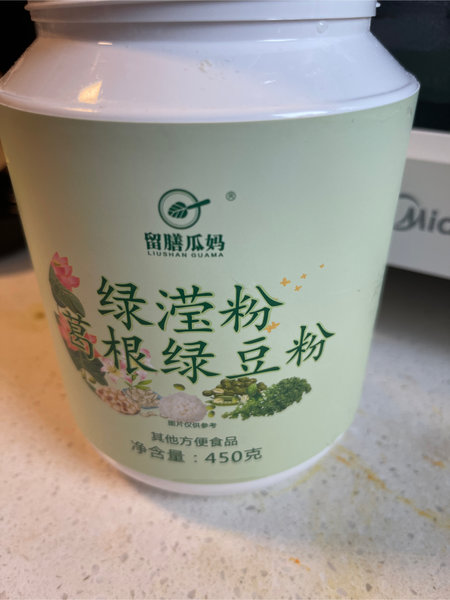 ®
留膳瓜妈
LIUSHAN GUAMA
绿滢粉
葛根绿豆粉
图片仅供参考
其他方便食品
净含量：450克
Mic